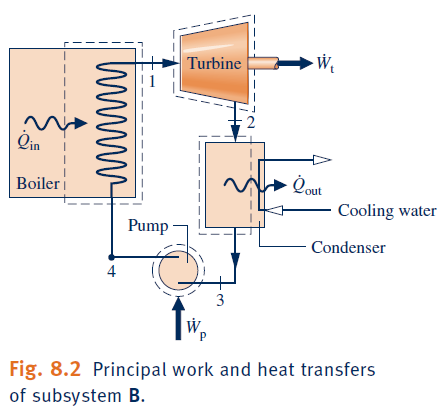 Turbine
Ẇt
1
2
Q̇in
Boiler
Q̇out
Cooling water
Pump
Condenser
4
3
Ẇp
Fig. 8.2 Principal work and heat transfers
of subsystem B.